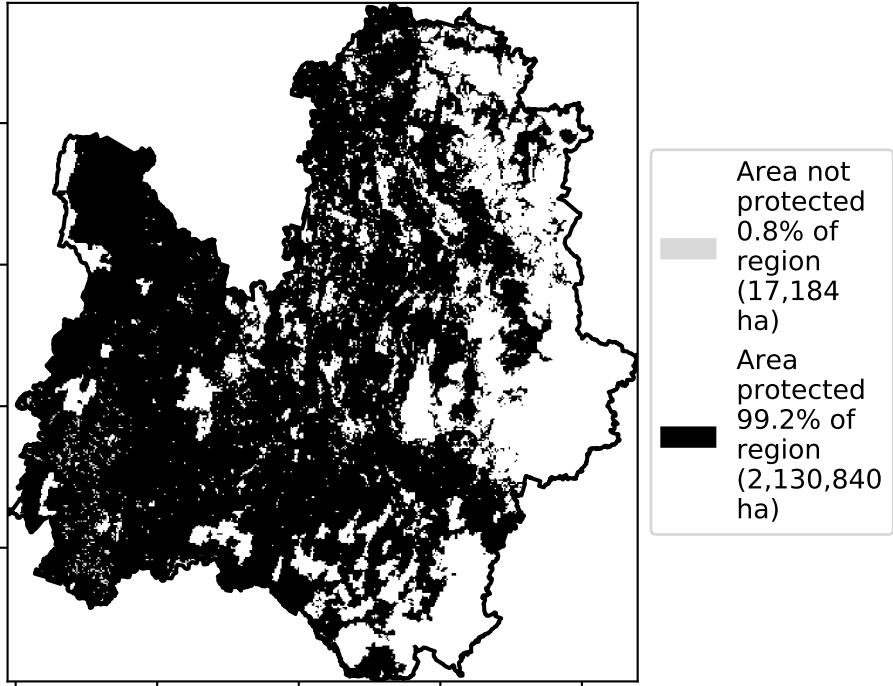 Area not
protected
0.8% of
region
(17,184
ha)
Area
protected
99.2% of
region
(2,130,840
ha)